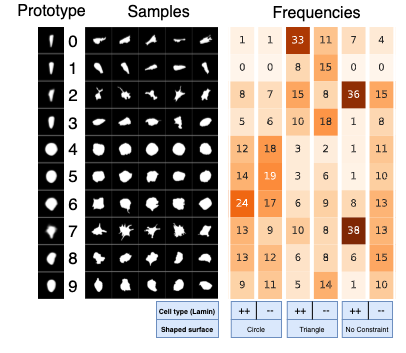 Prototype Samples Frequencies
0 1 1 33 11 7 4
1 0 0 8 15 0 0
2 8 7 15 8 36 15
3 5 6 10 18 1 8
4 12 18 3 2 1 11
5 14 19 3 6 1 10
6 24 17 6 9 8 13
7 13 9 10 8 38 13
8 13 12 6 8 6 15
9 9 11 5 14 1 10
Cell type (Lamin) ++ -- ++ -- ++ --
Shaped surface Circle Triangle No Constraint